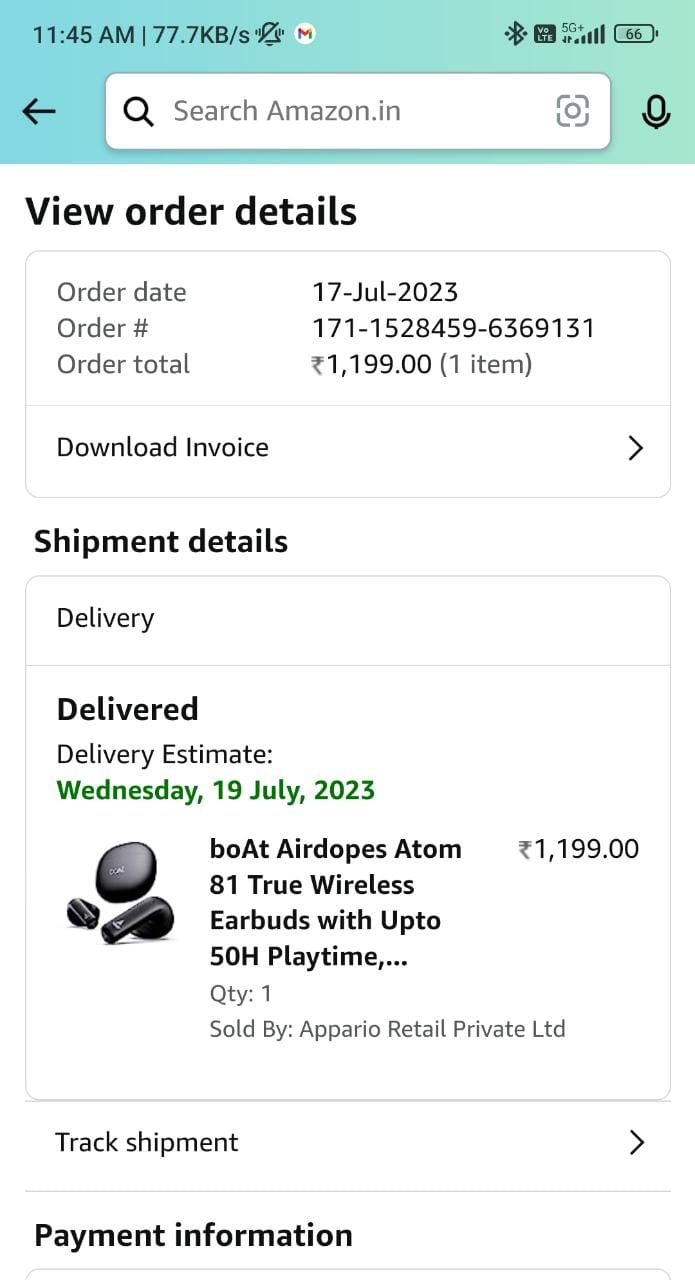 11:45 AM | 77.7KB/s
Vo LTE 5G+ 66
Search Amazon.in
View order details
Order date 17-Jul-2023
Order # 171-1528459-6369131
Order total ₹1,199.00 (1 item)
Download Invoice
Shipment details
Delivery
Delivered
Delivery Estimate:
Wednesday, 19 July, 2023
boAt Airdopes Atom ₹1,199.00
81 True Wireless
Earbuds with Upto
50H Playtime,...
Qty: 1
Sold By: Appario Retail Private Ltd
Track shipment
Payment information